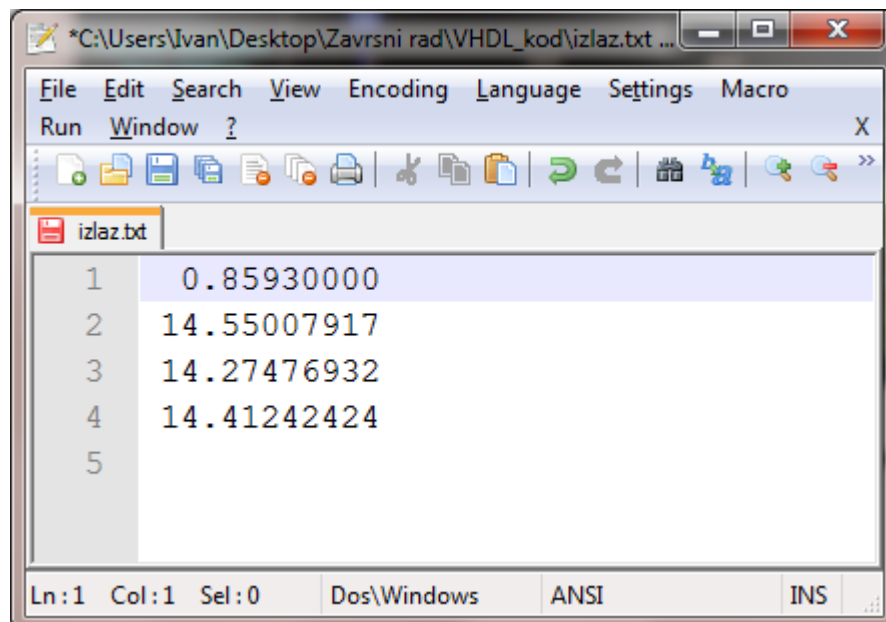 *C:\Users\Ivan\Desktop\Zavrsni rad\VHDL_kod\izlaz.txt ...
File Edit Search View Encoding Language Settings Macro
Run Window ? X
izlaz.txt
1 0.85930000
2 14.55007917
3 14.27476932
4 14.41242424
5
Ln:1 Col:1 Sel:0 Dos\Windows ANSI INS